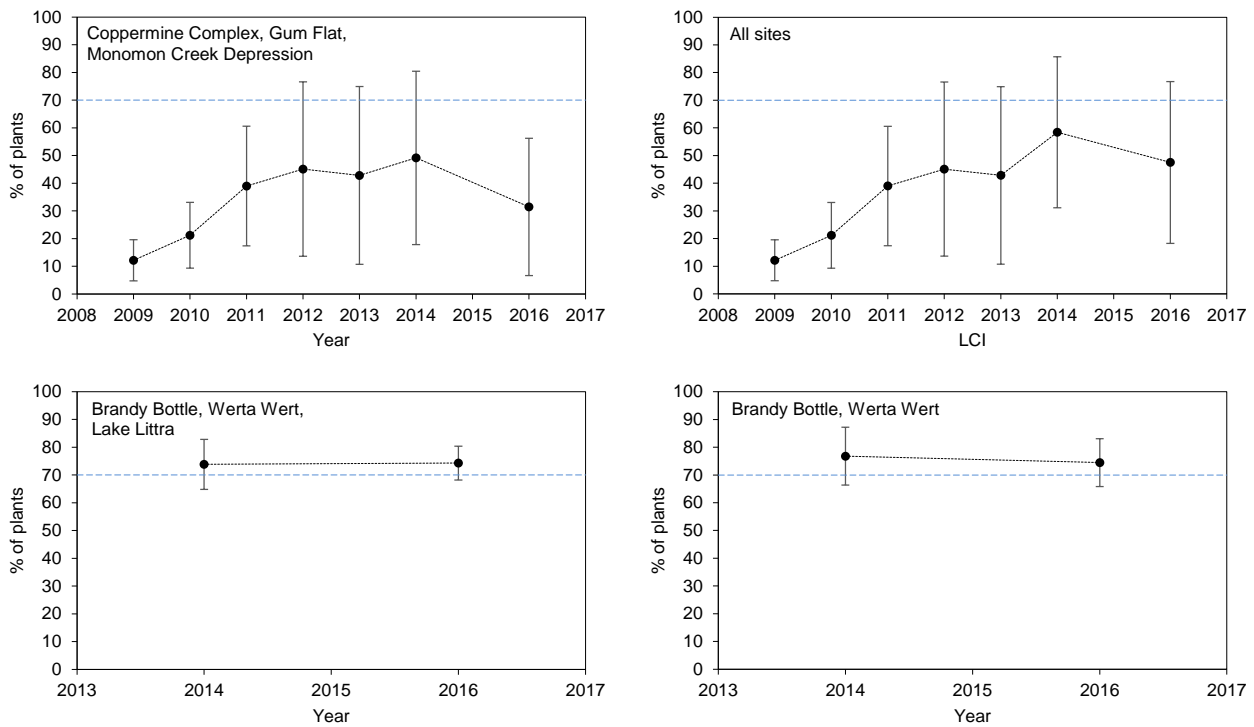 100
90
80
70
60
50
40
30
20
10
0
% of plants
Coppermine Complex, Gum Flat,
Monomon Creek Depression
2008 2009 2010 2011 2012 2013 2014 2015 2016 2017
Year
100
90
80
70
60
50
40
30
20
10
0
% of plants
All sites
2008 2009 2010 2011 2012 2013 2014 2015 2016 2017
LCI
100
90
80
70
60
50
40
30
20
10
0
% of plants
Brandy Bottle, Werta Wert,
Lake Littra
2013 2014 2015 2016 2017
Year
100
90
80
70
60
50
40
30
20
10
0
% of plants
Brandy Bottle, Werta Wert
2013 2014 2015 2016 2017
Year